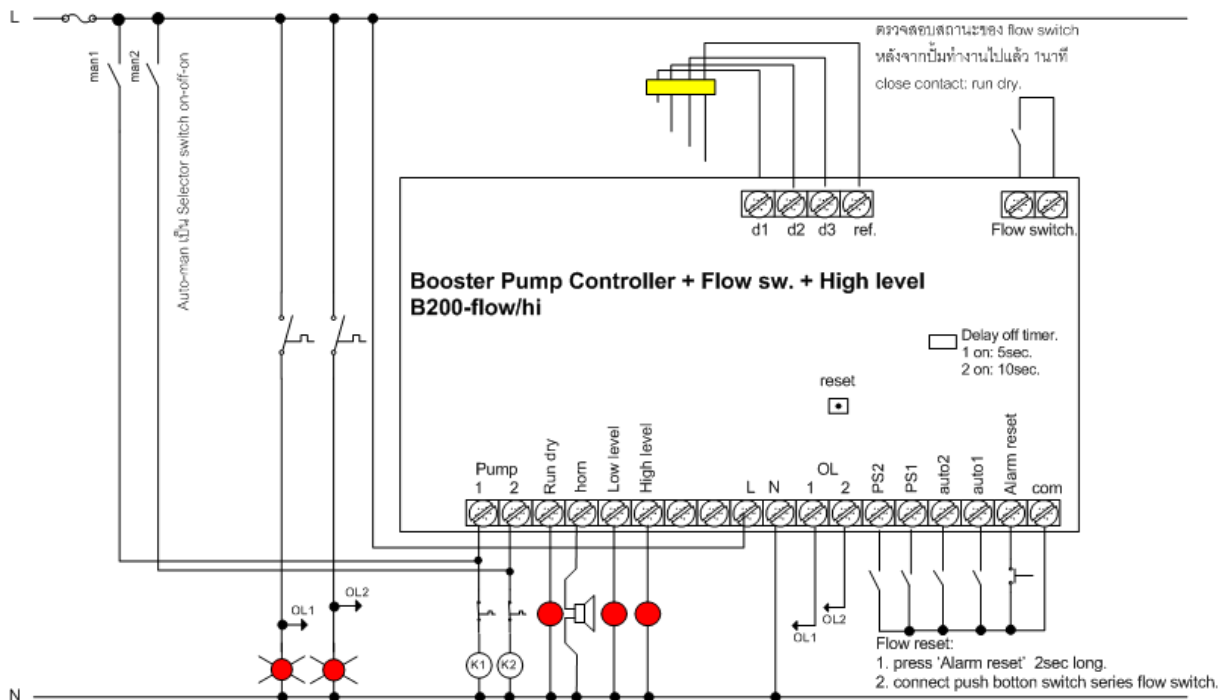 L
man1
man2
Auto-man เป็น Selector switch on-off-on
ตรวจสอบสถานะของ flow switch
หลังจากปั้มทำงานไปแล้ว 1นาที
close contact: run dry.
d1 d2 d3 ref.
Flow switch.
Booster Pump Controller + Flow sw. + High level
B200-flow/hi
Delay off timer.
1 on: 5sec.
2 on: 10sec.
reset
Pump
1 2
Run dry
horn
Low level
High level
L N
OL
1 2
PS2
PS1
auto2
auto1
Alarm reset
com
OL1
OL2
K1
K2
OL1
OL2
Flow reset:
1. press 'Alarm reset' 2sec long.
2. connect push botton switch series flow switch.
N